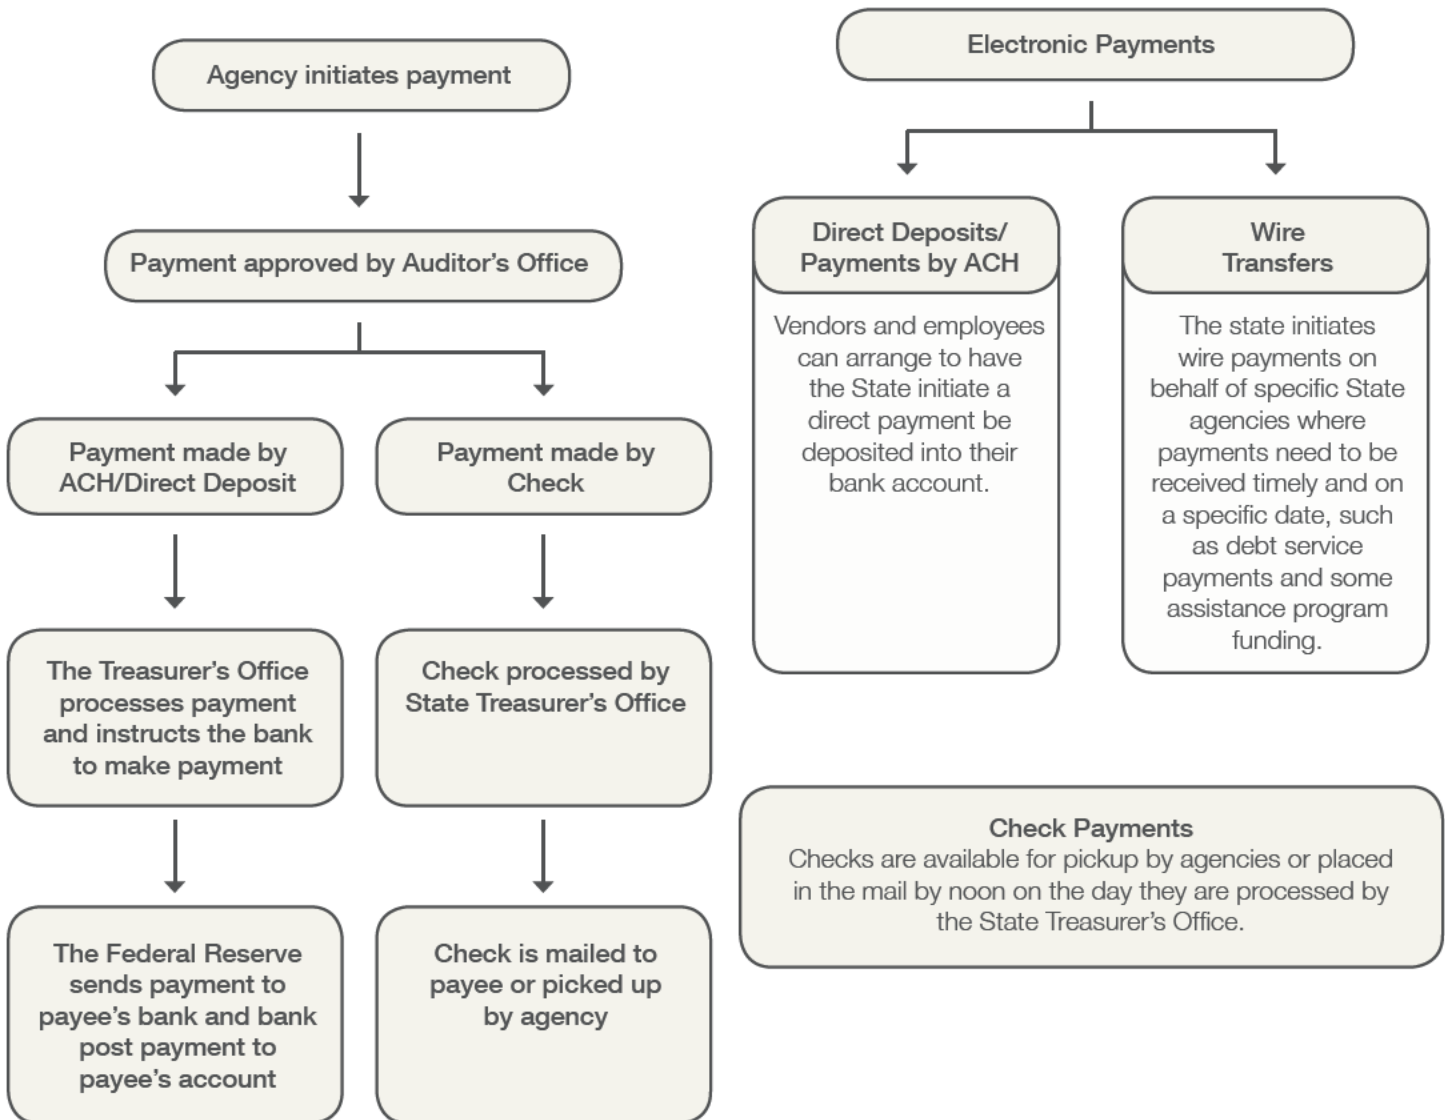 Agency initiates payment
Payment approved by Auditor’s Office
Payment made by
ACH/Direct Deposit
Payment made by
Check
The Treasurer’s Office
processes payment
and instructs the bank
to make payment
Check processed by
State Treasurer’s Office
The Federal Reserve
sends payment to
payee’s bank and bank
post payment to
payee’s account
Check is mailed to
payee or picked up
by agency
Electronic Payments
Direct Deposits/
Payments by ACH
Vendors and employees
can arrange to have
the State initiate a
direct payment be
deposited into their
bank account.
Wire
Transfers
The state initiates
wire payments on
behalf of specific State
agencies where
payments need to be
received timely and on
a specific date, such
as debt service
payments and some
assistance program
funding.
Check Payments
Checks are available for pickup by agencies or placed
in the mail by noon on the day they are processed by
the State Treasurer’s Office.